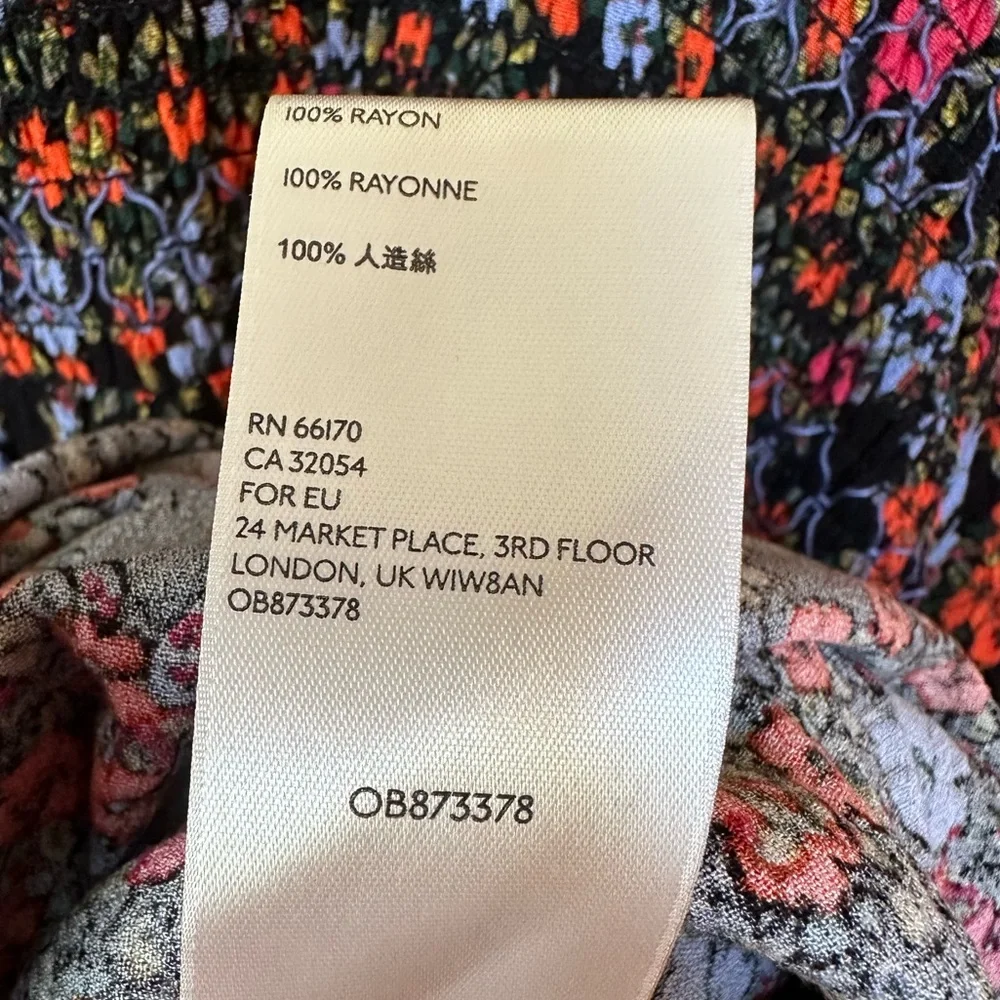 100% RAYON
100% RAYONNE
100% 人造絲
RN 66170
CA 32054
FOR EU
24 MARKET PLACE, 3RD FLOOR
LONDON, UK W1W8AN
OB873378
OB873378